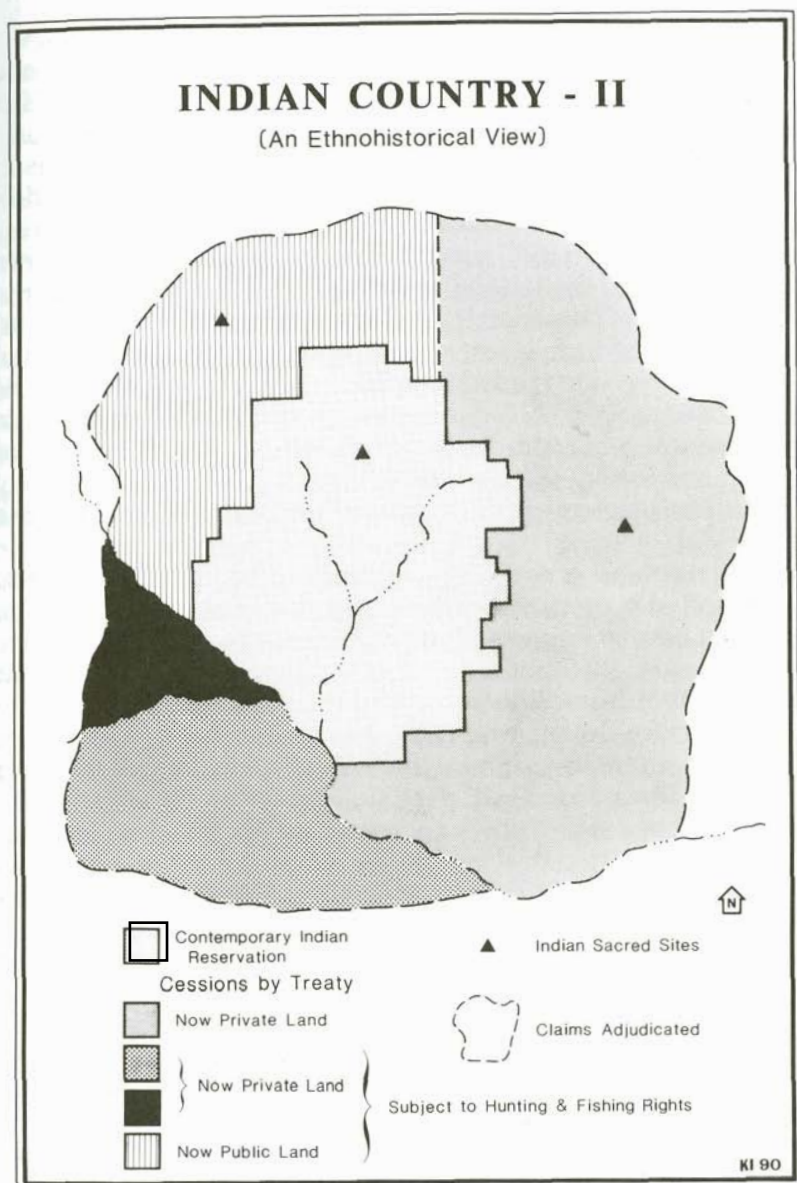 INDIAN COUNTRY - II
(An Ethnohistorical View)
N
Contemporary Indian
Reservation
Indian Sacred Sites
Cessions by Treaty
Now Private Land
Claims Adjudicated
Now Private Land
Subject to Hunting & Fishing Rights
Now Public Land
KI 90